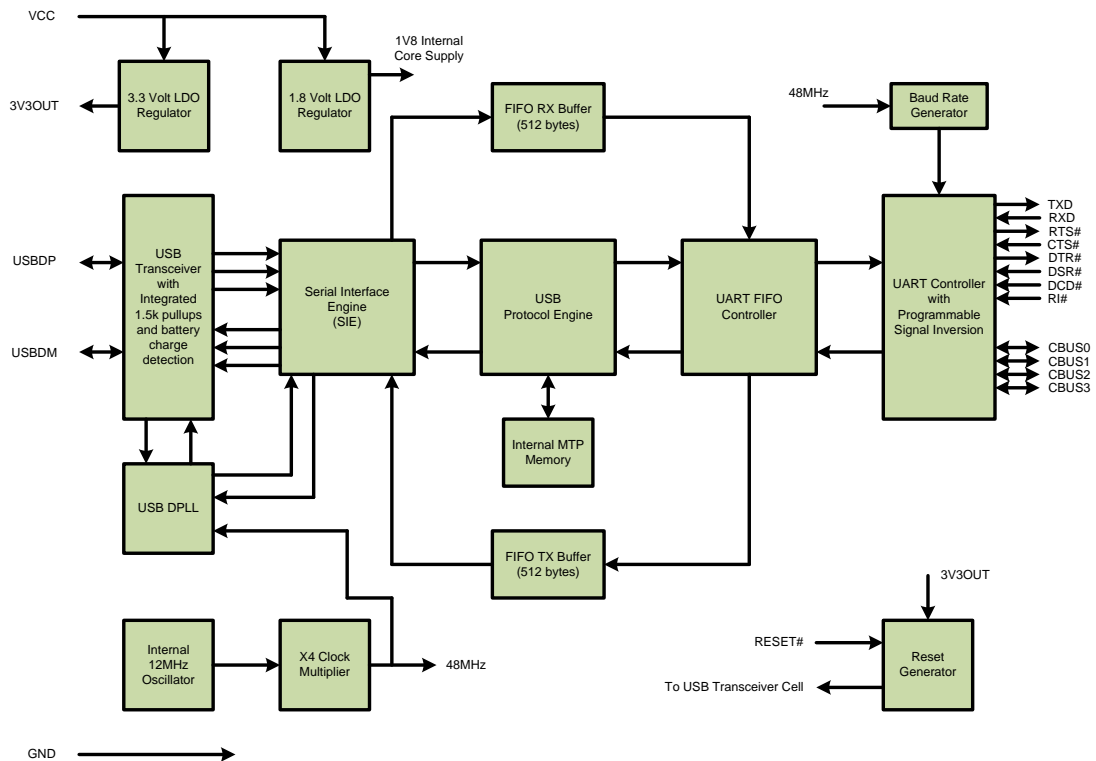 VCC
1V8 Internal
Core Supply
3V3OUT
3.3 Volt LDO
Regulator
1.8 Volt LDO
Regulator
FIFO RX Buffer
(512 bytes)
48MHz
Baud Rate
Generator
USBDP
USBDM
USB
Transceiver
with
Integrated
1.5k pullups
and battery
charge
detection
Serial Interface
Engine
(SIE)
USB
Protocol Engine
UART FIFO
Controller
UART Controller
with
Programmable
Signal Inversion
TXD
RXD
RTS#
CTS#
DTR#
DSR#
DCD#
RI#
CBUS0
CBUS1
CBUS2
CBUS3
Internal MTP
Memory
USB DPLL
FIFO TX Buffer
(512 bytes)
3V3OUT
Internal
12MHz
Oscillator
X4 Clock
Multiplier
48MHz
RESET#
To USB Transceiver Cell
Reset
Generator
GND